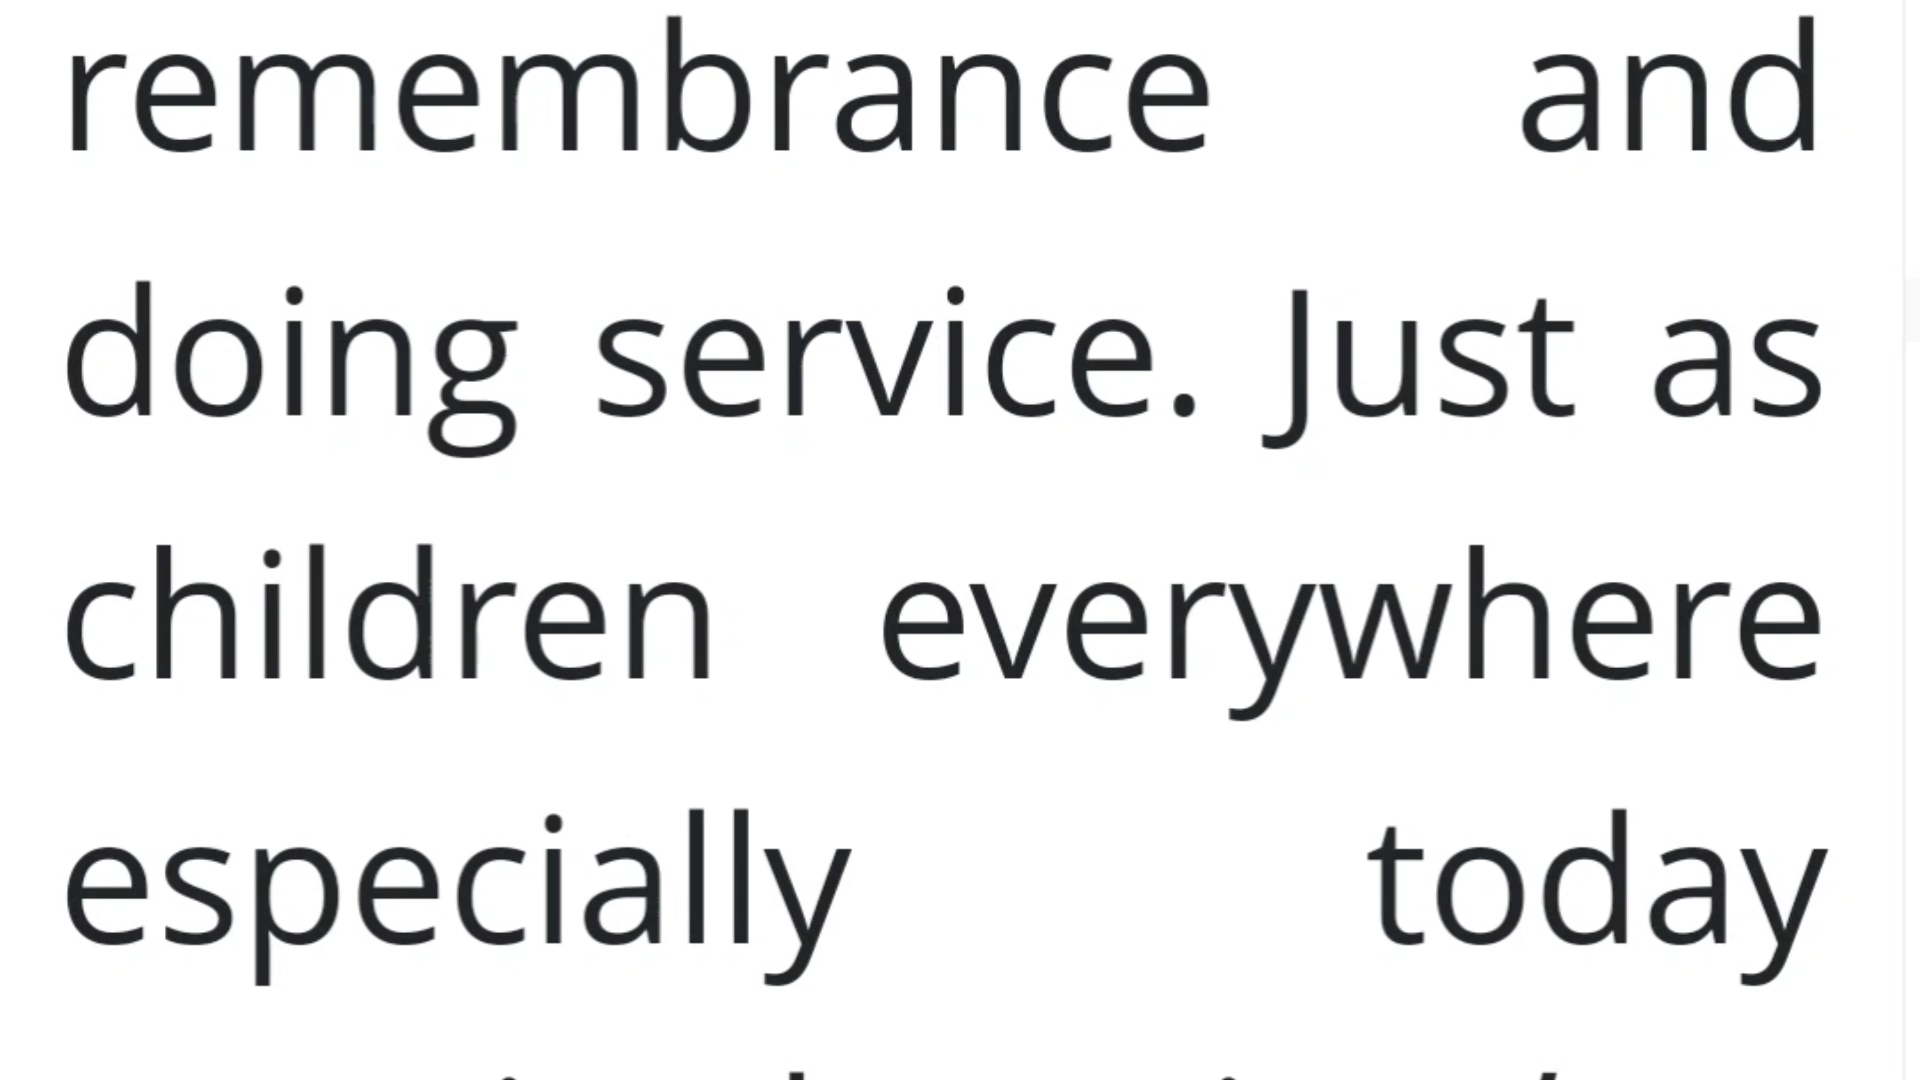 remembrance and
doing service. Just as
children everywhere
especially today